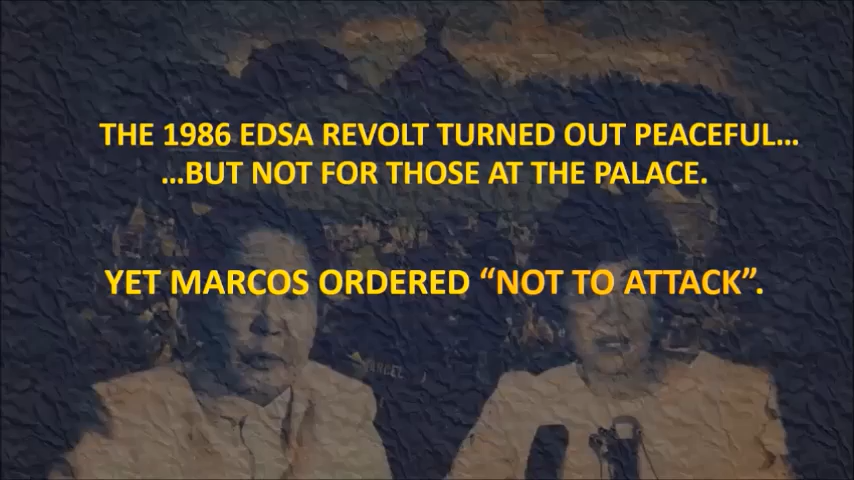 THE 1986 EDSA REVOLT TURNED OUT PEACEFUL…
…BUT NOT FOR THOSE AT THE PALACE.
YET MARCOS ORDERED “NOT TO ATTACK”.